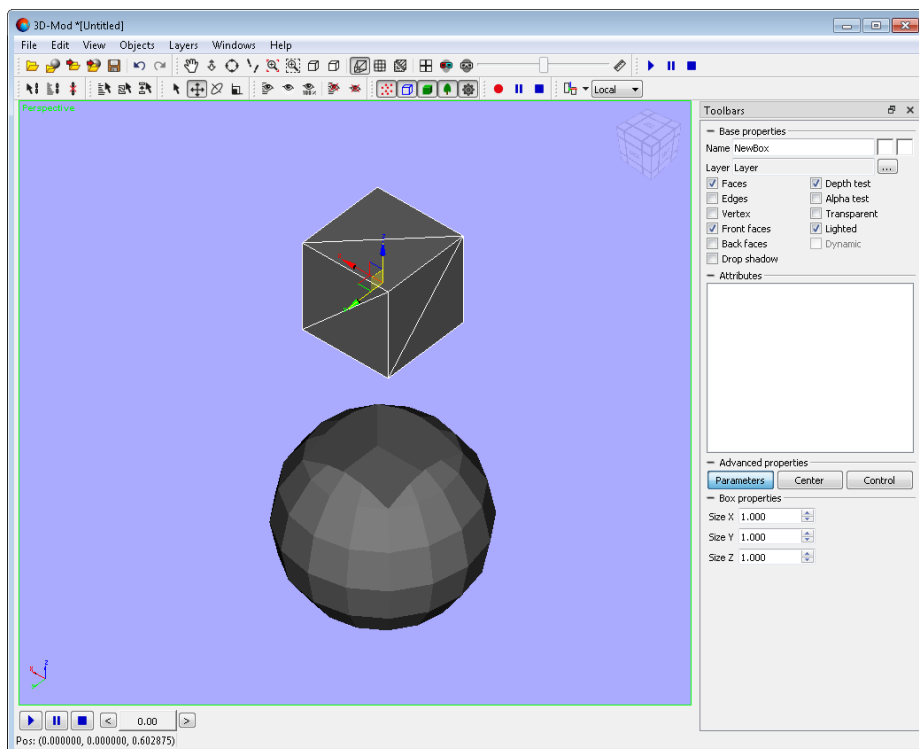 3D-Mod *[Untitled]
File Edit View Objects Layers Windows Help
Local
Perspective
Toolbars
Base properties
Name NewBox
Layer Layer ...
Faces Depth test
Edges Alpha test
Vertex Transparent
Front faces Lighted
Back faces Dynamic
Drop shadow
Attributes
Advanced properties
Parameters Center Control
Box properties
Size X 1.000
Size Y 1.000
Size Z 1.000
< 0.00 >
Pos: (0.000000, 0.000000, 0.602875)